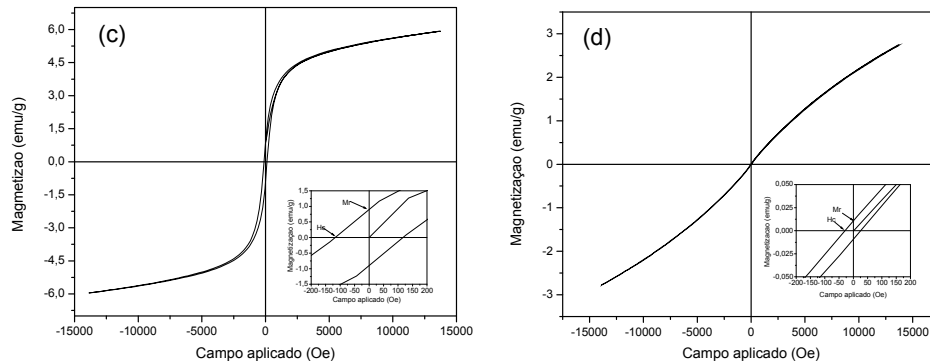 (c)
Magmetização (emu/g)
6,0
4,5
3,0
1,5
0,0
-1,5
-3,0
-4,5
-6,0
-15000 -10000 -5000 0 5000 10000 15000
Campo aplicado (Oe)
Magnetização (emu/g)
1,5
1,0
0,5
0,0
-0,5
-1,0
-1,5
Mr
Hc
-200 -150 -100 -50 0 50 100 150 200
Campo aplicado (Oe)
(d)
Magnetizaçao (emu/g)
3
2
1
0
-1
-2
-3
-15000 -10000 -5000 0 5000 10000 15000
Campo aplicado (Oe)
Magnetização (emu/g)
0,050
0,025
0,000
-0,025
-0,050
Mr
Hc
-200 -150 -100 -50 0 50 100 150 200
Campo aplicado (Oe)